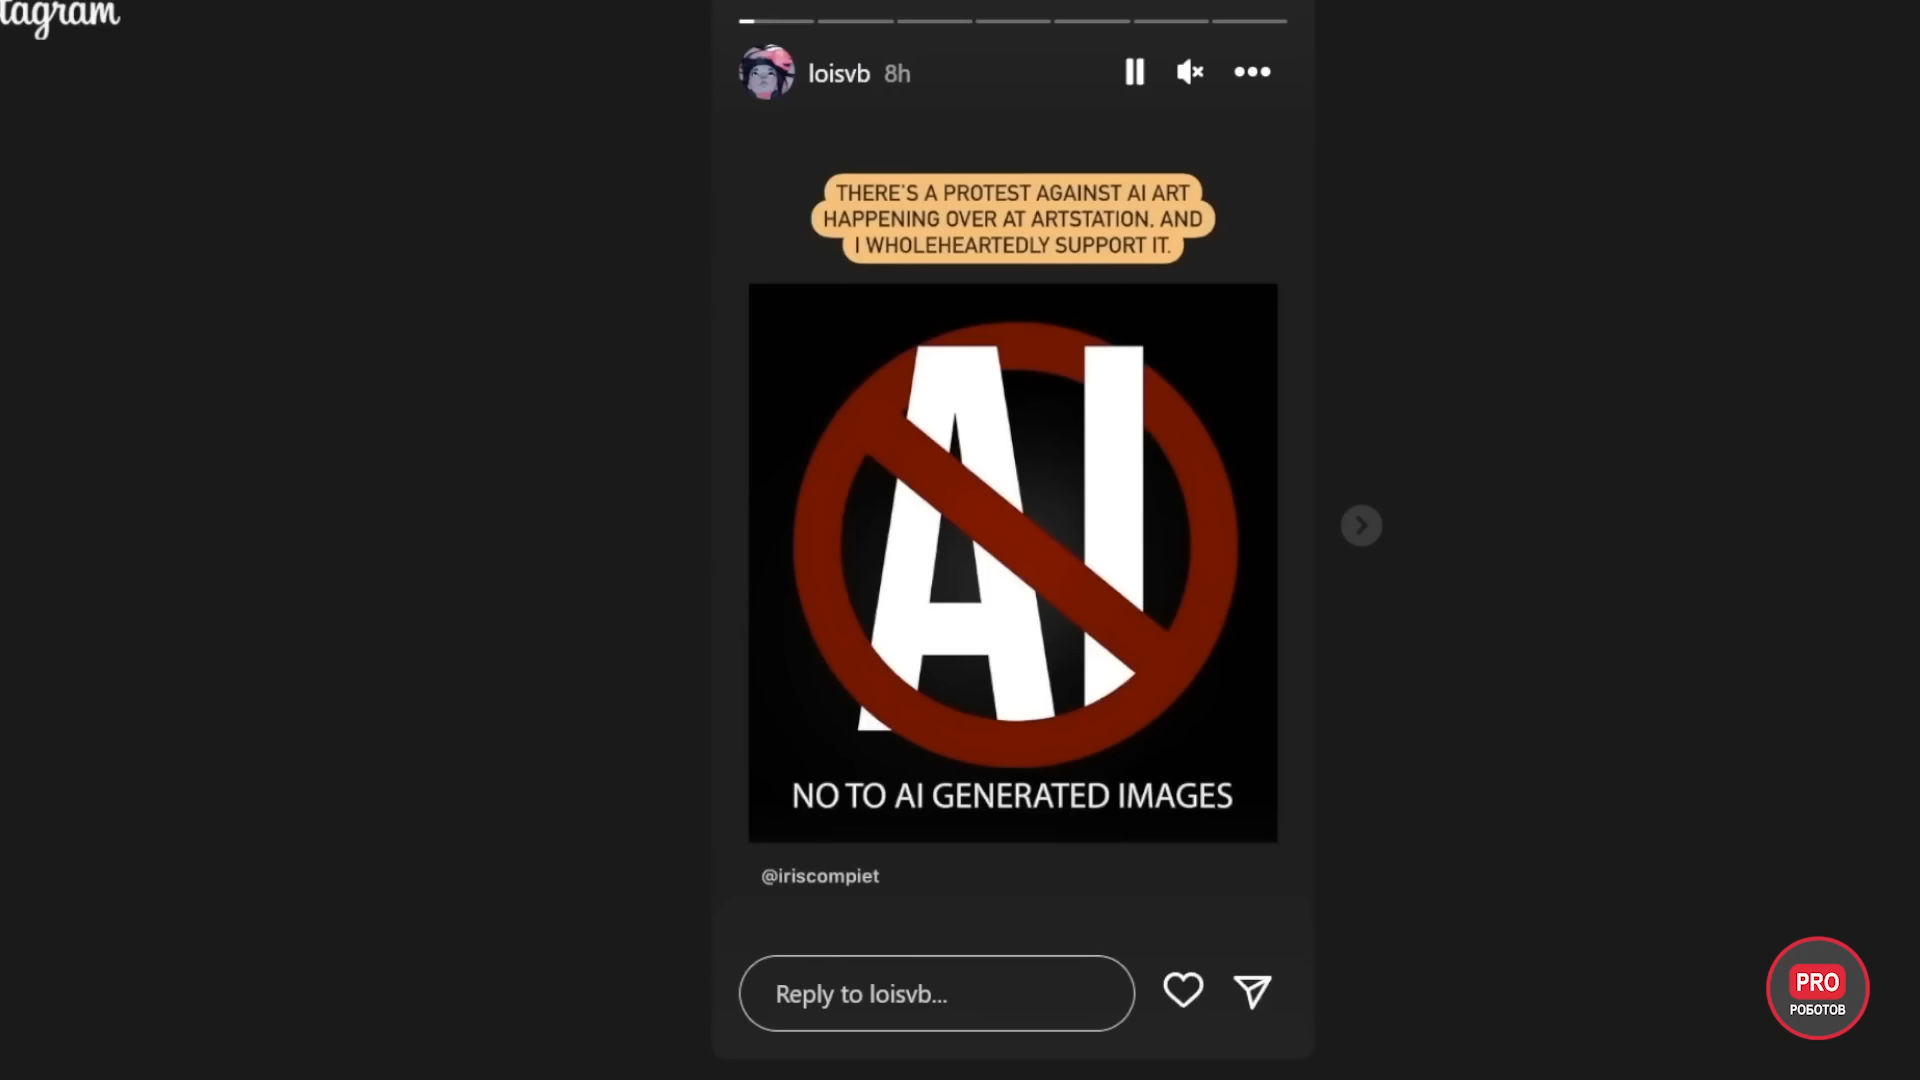 tagram
loisvb 8h
THERE'S A PROTEST AGAINST AI ART
HAPPENING OVER AT ARTSTATION, AND
I WHOLEHEARTEDLY SUPPORT IT.
AI
NO TO AI GENERATED IMAGES
@iriscompiet
Reply to loisvb...
PRO
РОБОТОВ